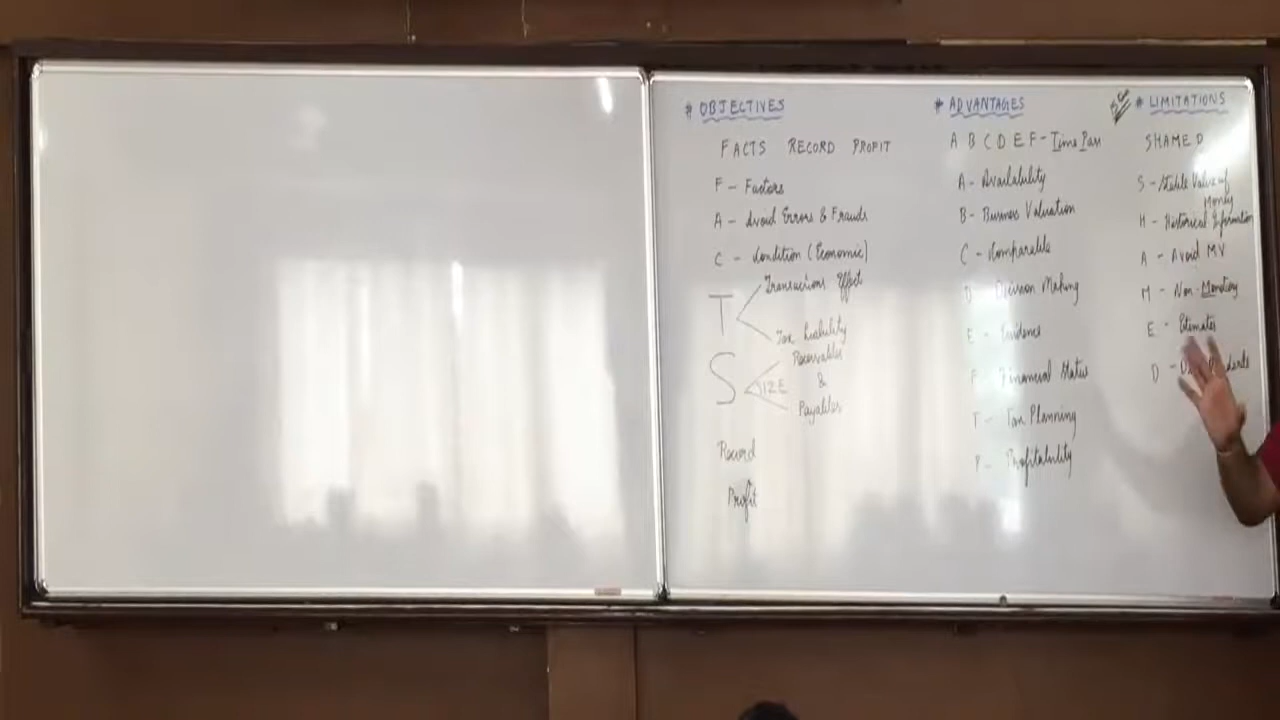 # OBJECTIVES
FACTS RECORD PROFIT
F - Factors
A - Avoid Errors & Frauds
C - Condition (Economic)
T
Transactions Effect
Tax Liability
S
IZE
Receivables
&
Payables
Record
Profit
# ADVANTAGES
A B C D E F - Time Pass
A - Availability
B - Business Valuation
C - Comparable
D - Decision Making
E - Evidence
F - Financial Status
T - Tax Planning
P - Profitability
# LIMITATIONS
SHAMED
S - Stable Value of
Money
H - Historical Information
A - Avoid MV
M - Non-Monetary
E - Estimates
D -